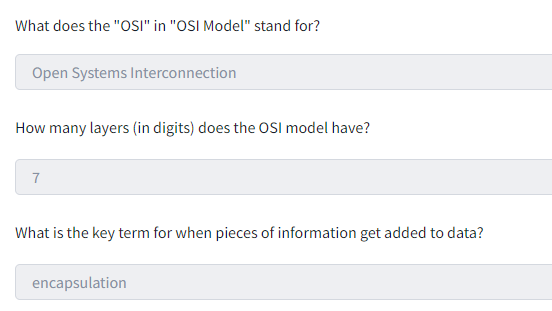 What does the "OSI" in "OSI Model" stand for?
Open Systems Interconnection
How many layers (in digits) does the OSI model have?
7
What is the key term for when pieces of information get added to data?
encapsulation